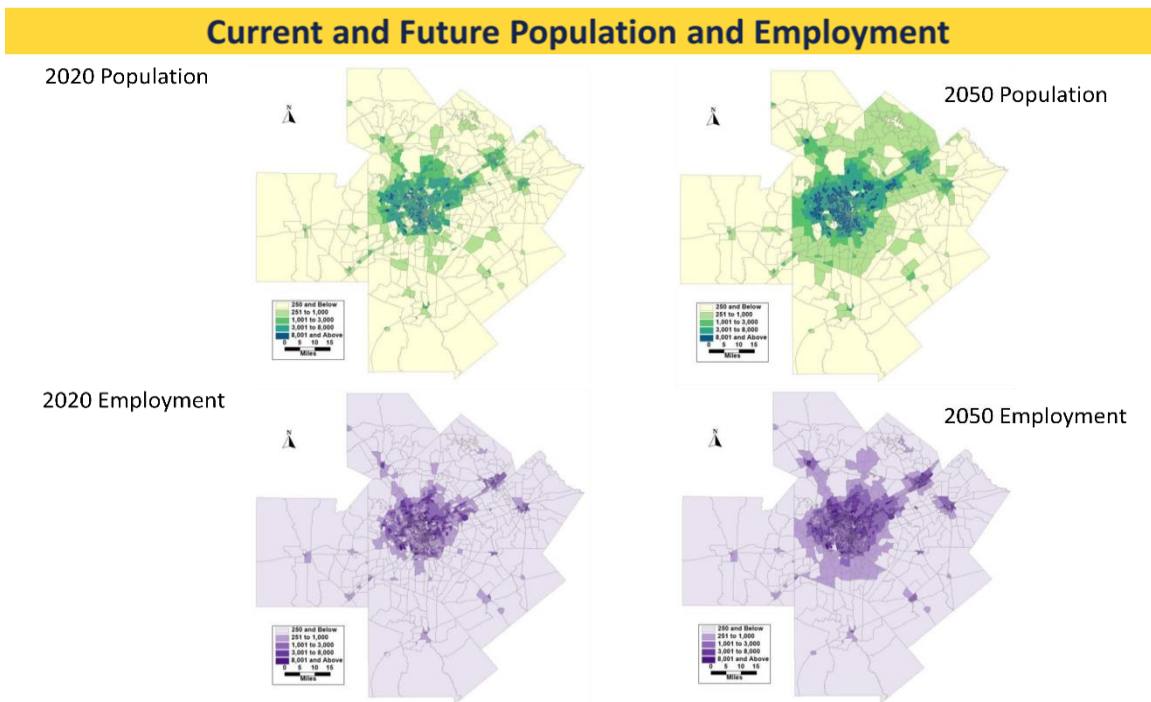 Current and Future Population and Employment
2020 Population
2050 Population
N
N
250 and Below
251 to 1,000
1,001 to 3,000
3,001 to 8,000
8,001 and Above
0 5 10 15
Miles
250 and Below
251 to 1,000
1,001 to 3,000
3,001 to 8,000
8,001 and Above
0 5 10 15
Miles
2020 Employment
2050 Employment
N
N
250 and Below
251 to 1,000
1,001 to 3,000
3,001 to 8,000
8,001 and Above
0 5 10 15
Miles
250 and Below
251 to 1,000
1,001 to 3,000
3,001 to 8,000
8,001 and Above
0 5 10 15
Miles